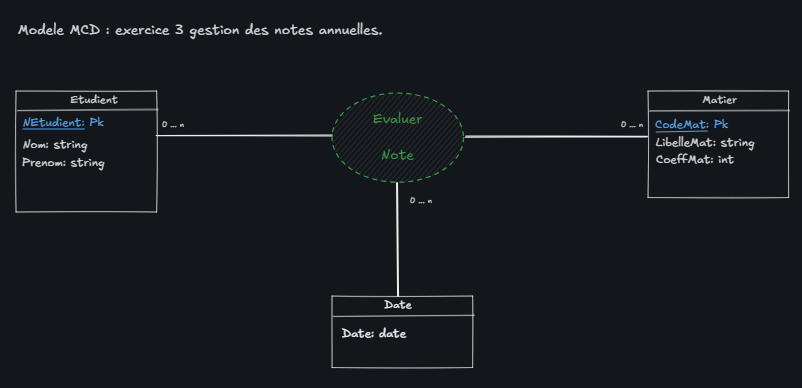 Modele MCD : exercice 3 gestion des notes annuelles.
Etudient
NEtudient: Pk
Nom: string
Prenom: string
0 ... n
Evaluer
Note
0 ... n
Matier
CodeMat: Pk
LibelleMat: string
CoeffMat: int
0 ... n
Date
Date: date